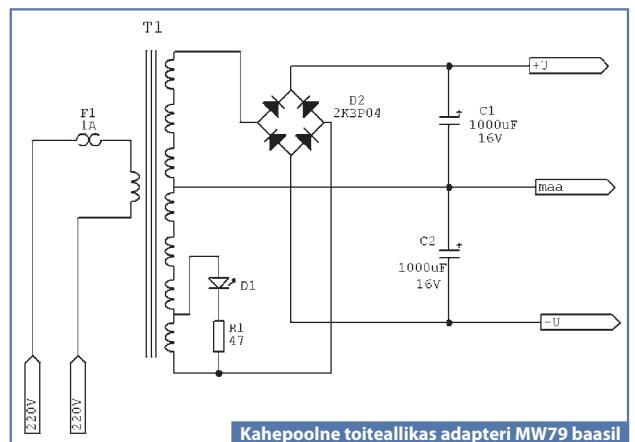 T1
F1
1A
D2
2KBP04
+U
C1
1000uF
16V
maa
C2
1000uF
16V
D1
R1
47
-U
220V
220V
Kahepoolne toiteallikas adapteri MW79 baasil